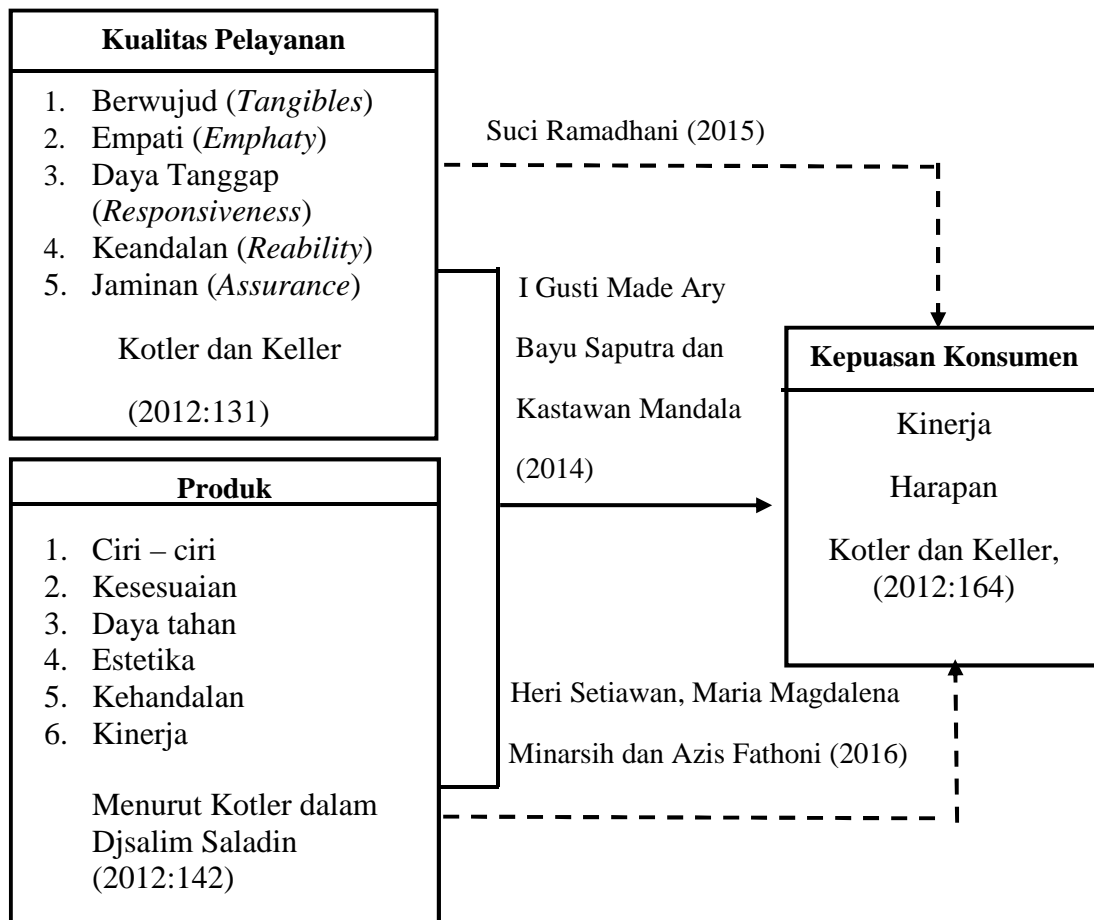 Kualitas Pelayanan
1. Berwujud (Tangibles)
2. Empati (Emphaty)
3. Daya Tanggap
(Responsiveness)
4. Keandalan (Reability)
5. Jaminan (Assurance)
Kotler dan Keller
(2012:131)
Suci Ramadhani (2015)
I Gusti Made Ary
Bayu Saputra dan
Kastawan Mandala
(2014)
Kepuasan Konsumen
Kinerja
Harapan
Kotler dan Keller,
(2012:164)
Produk
1. Ciri – ciri
2. Kesesuaian
3. Daya tahan
4. Estetika
5. Kehandalan
6. Kinerja
Menurut Kotler dalam
Djsalim Saladin
(2012:142)
Heri Setiawan, Maria Magdalena
Minarsih dan Azis Fathoni (2016)